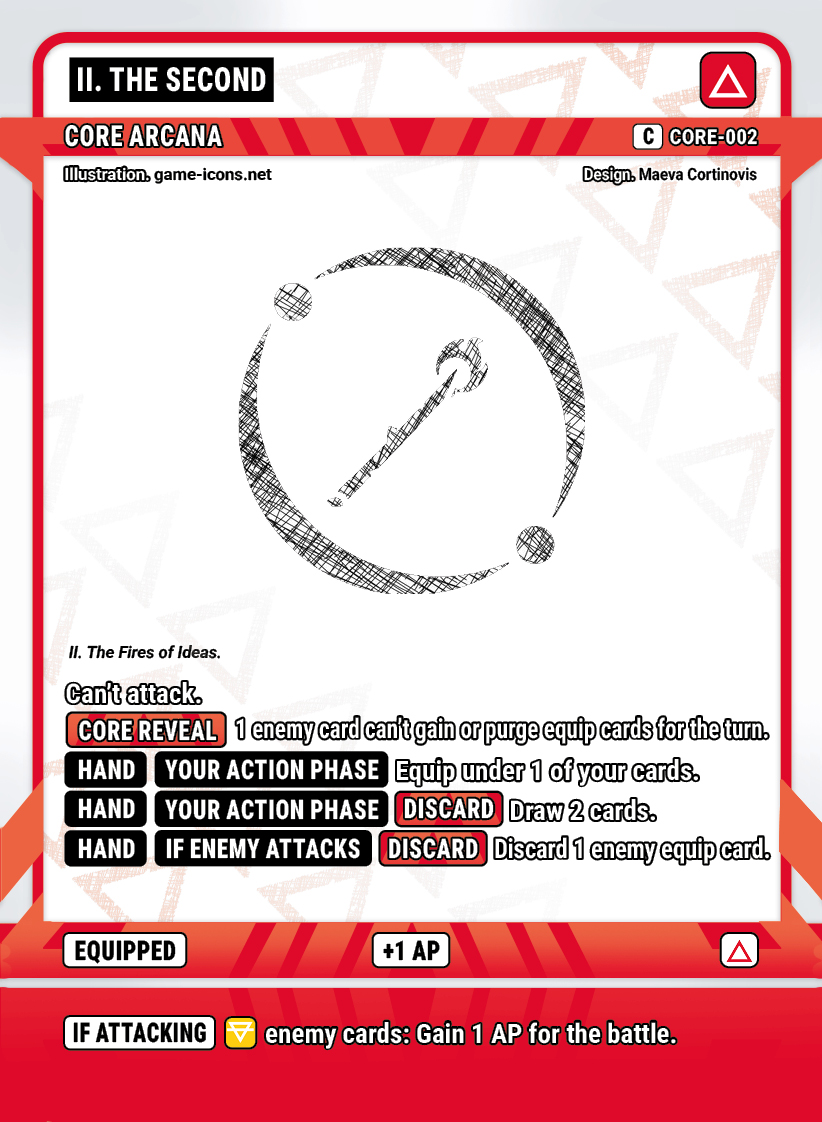 II. THE SECOND
CORE ARCANA
C CORE-002
Illustration. game-icons.net
Design. Maeva Cortinovis
II. The Fires of Ideas.
Can't attack.
CORE REVEAL 1 enemy card can't gain or purge equip cards for the turn.
HAND YOUR ACTION PHASE Equip under 1 of your cards.
HAND YOUR ACTION PHASE DISCARD Draw 2 cards.
HAND IF ENEMY ATTACKS DISCARD Discard 1 enemy equip card.
EQUIPPED +1 AP
IF ATTACKING enemy cards: Gain 1 AP for the battle.